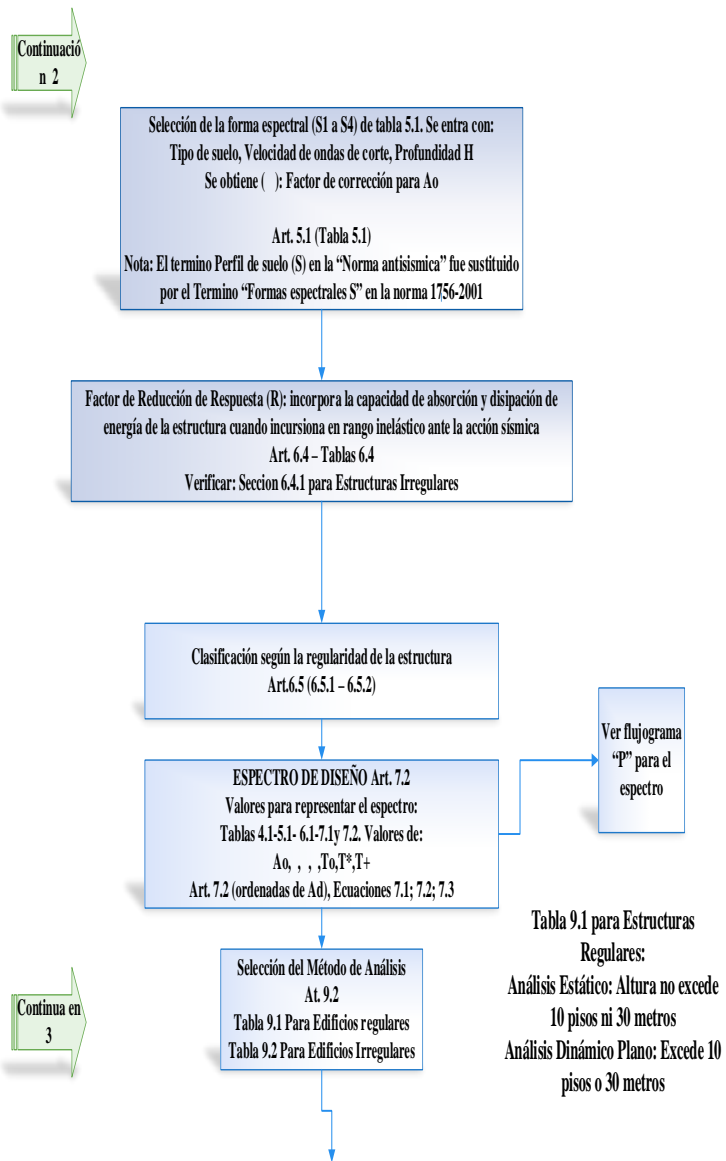 Continuació
n 2
Selección de la forma espectral (S1 a S4) de tabla 5.1. Se entra con:
Tipo de suelo, Velocidad de ondas de corte, Profundidad H
Se obtiene ( ): Factor de corrección para Ao
Art. 5.1 (Tabla 5.1)
Nota: El termino Perfil de suelo (S) en la “Norma antisismica” fue sustituido
por el Termino “Formas espectrales S” en la norma 1756-2001
Factor de Reducción de Respuesta (R): incorpora la capacidad de absorción y disipación de
energía de la estructura cuando incursiona en rango inelástico ante la acción sísmica
Art. 6.4 – Tablas 6.4
Verificar: Seccion 6.4.1 para Estructuras Irregulares
Clasificación según la regularidad de la estructura
Art.6.5 (6.5.1 – 6.5.2)
Ver flujograma
“P” para el
espectro
ESPECTRO DE DISEÑO Art. 7.2
Valores para representar el espectro:
Tablas 4.1-5.1- 6.1-7.1y 7.2. Valores de:
Ao, , , ,To,T*,T+
Art. 7.2 (ordenadas de Ad), Ecuaciones 7.1; 7.2; 7.3
Tabla 9.1 para Estructuras
Regulares:
Análisis Estático: Altura no excede
10 pisos ni 30 metros
Análisis Dinámico Plano: Excede 10
pisos o 30 metros
Selección del Método de Análisis
At. 9.2
Tabla 9.1 Para Edificios regulares
Tabla 9.2 Para Edificios Irregulares
Continua en
3